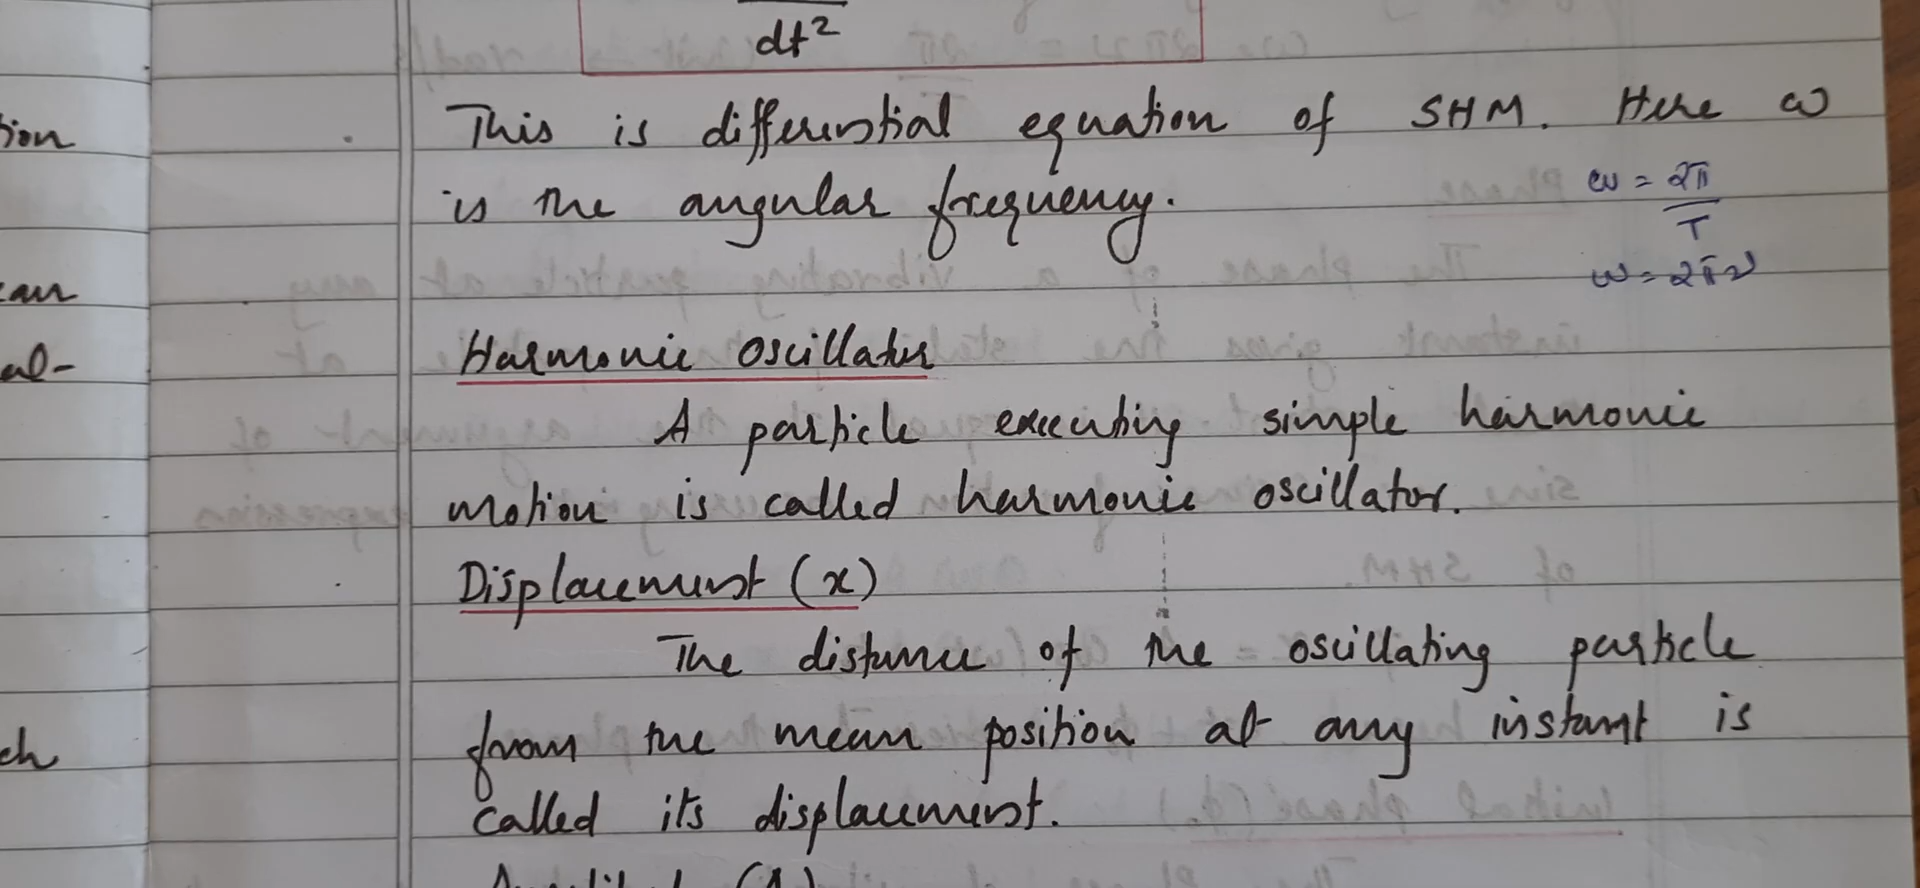 dt²
This is differential equation of SHM. Here ω
is the angular frequency.
ω = 2π
T
ω = 2πν
Harmonic oscillator
A particle executing simple harmonic
motion is called harmonic oscillator.
Displacement (x)
The distance of the oscillating particle
from the mean position at any instant is
called its displacement.